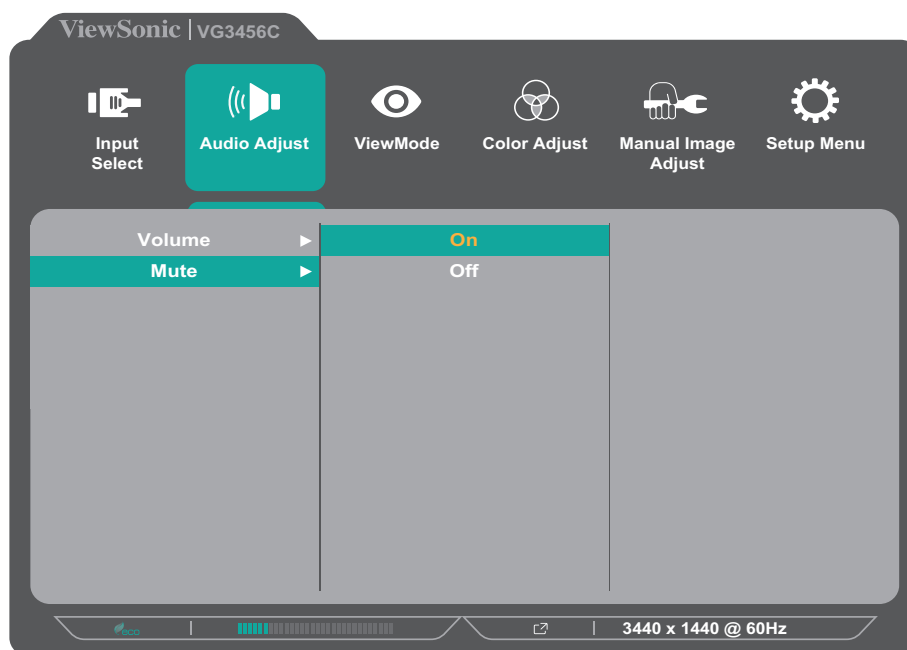 ViewSonic | VG3456C
Input Select
Audio Adjust
ViewMode
Color Adjust
Manual Image Adjust
Setup Menu
Volume
On
Mute
Off
eco
3440 x 1440 @ 60Hz